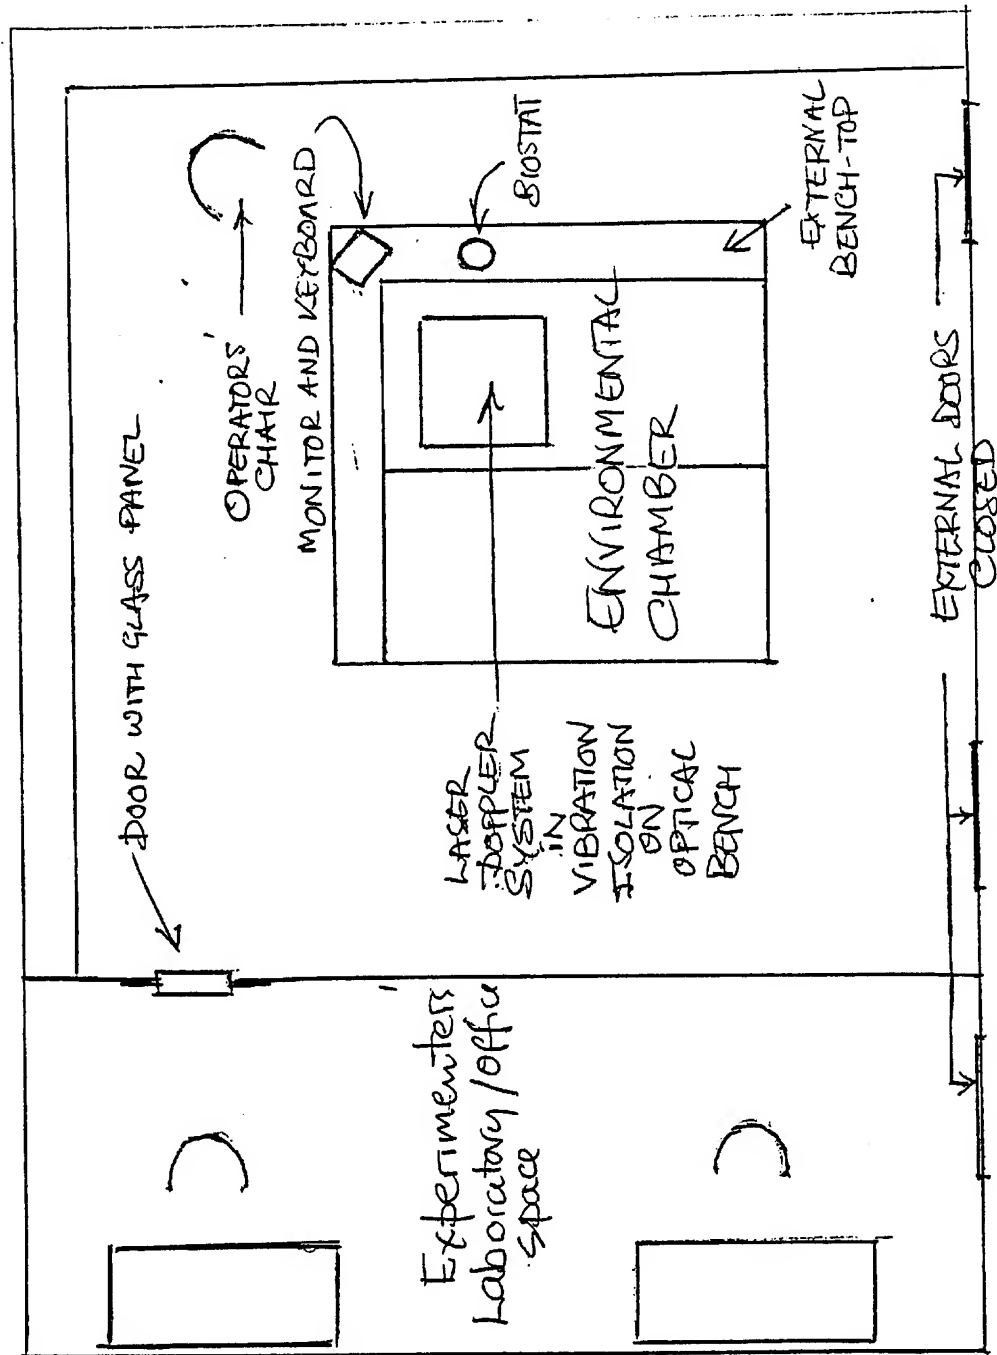 DOOR WITH GLASS PANEL
OPERATORS'
CHAIR
MONITOR AND KEYBOARD
BIOSTAT
EXTERNAL
BENCH-TOP
ENVIRONMENTAL
CHAMBER
LASER
DOPPLER
SYSTEM
IN
VIBRATION
ISOLATION
ON
OPTICAL
BENCH
EXTERNAL DOORS
CLOSED
Experimenters'
Laboratory/Office
Space